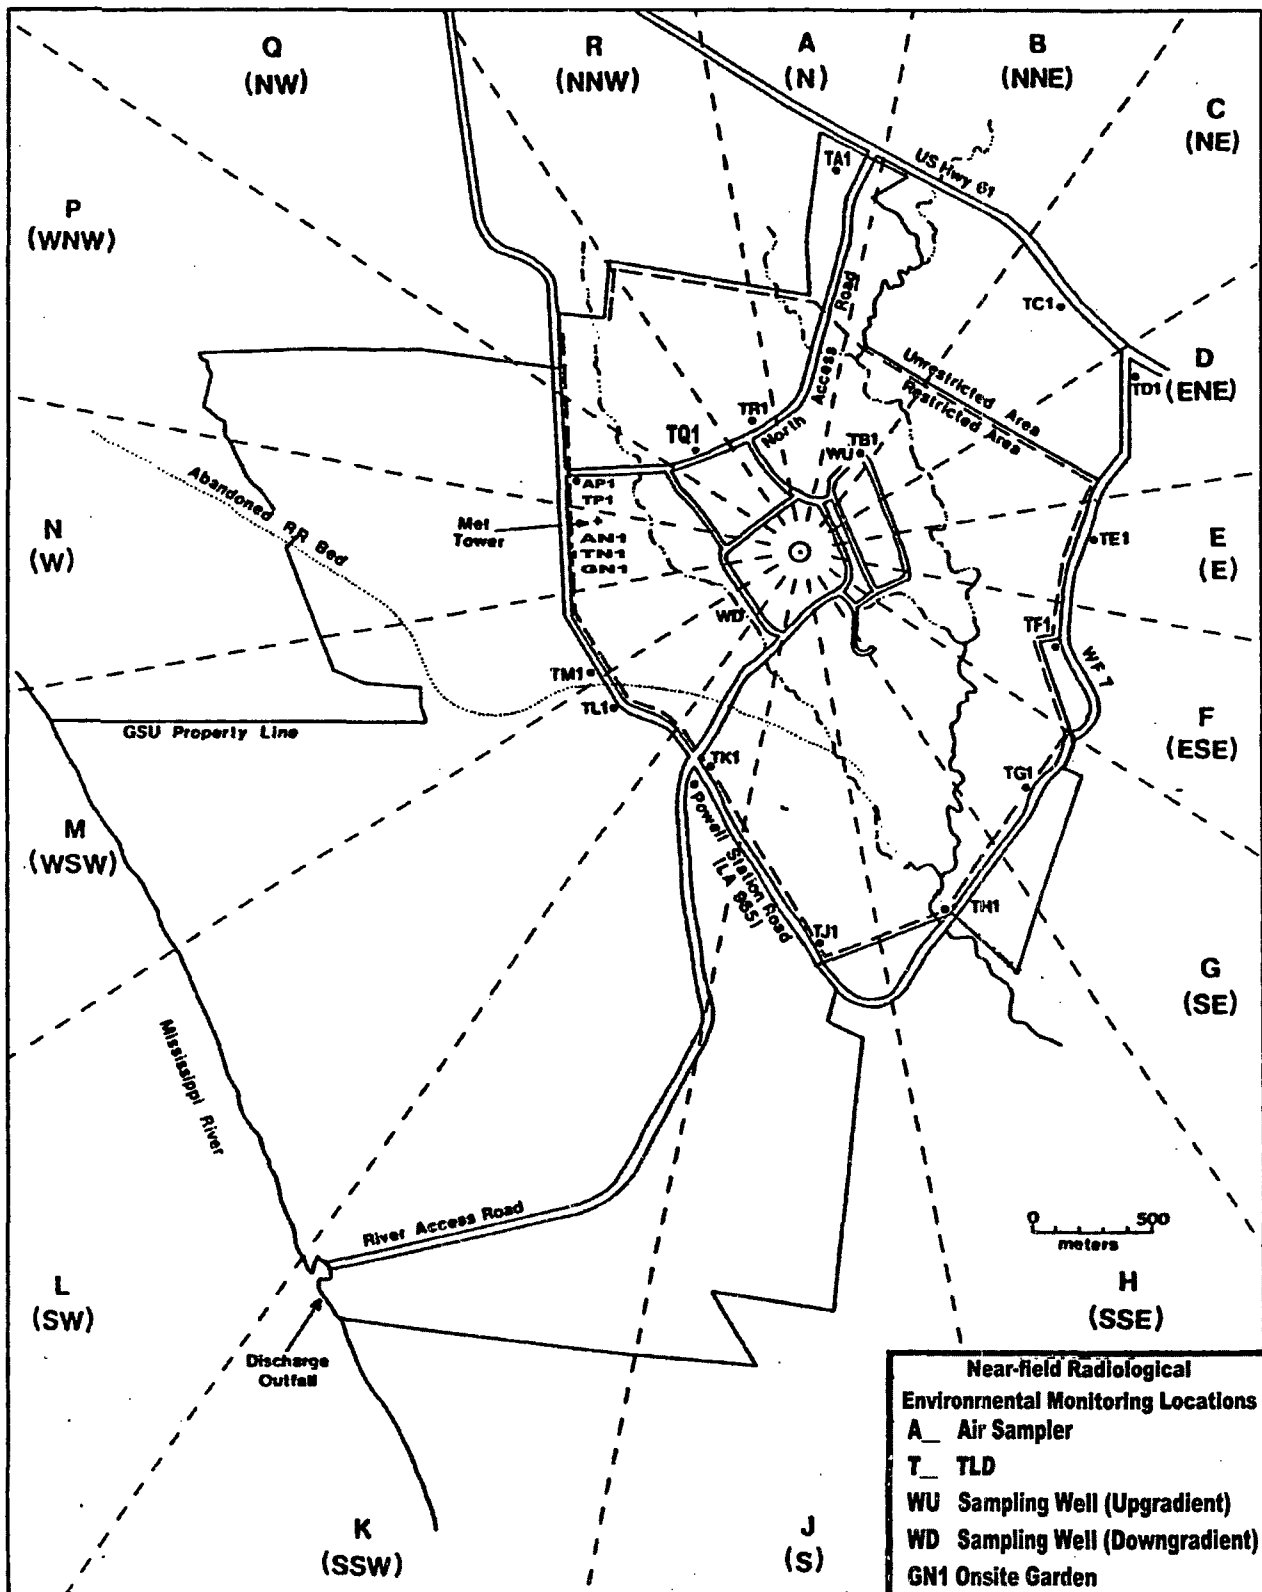 Q
(NW)
R
(NNW)
A
(N)
B
(NNE)
C
(NE)
P
(WNW)
TA1
US Hwy 61
TC1
D
(ENE)
TD1
North
Access
Road
Unrestricted Area
Restricted Area
TR1
TQ1
TB1
WU
AP1
TP1
Met
Tower
AN1
TN1
GN1
Abandoned RR Bed
N
(W)
TE1
E
(E)
WD
TF1
WF 7
TM1
TL1
GSU Property Line
F
(ESE)
TK1
TG1
Powell Station Road
(LA 965)
M
(WSW)
TH1
TJ1
G
(SE)
Mississippi River
River Access Road
0 500
meters
H
(SSE)
L
(SW)
Discharge
Outfall
K
(SSW)
J
(S)
Near-field Radiological
Environmental Monitoring Locations
A_ Air Sampler
T_ TLD
WU Sampling Well (Upgradient)
WD Sampling Well (Downgradient)
GN1 Onsite Garden